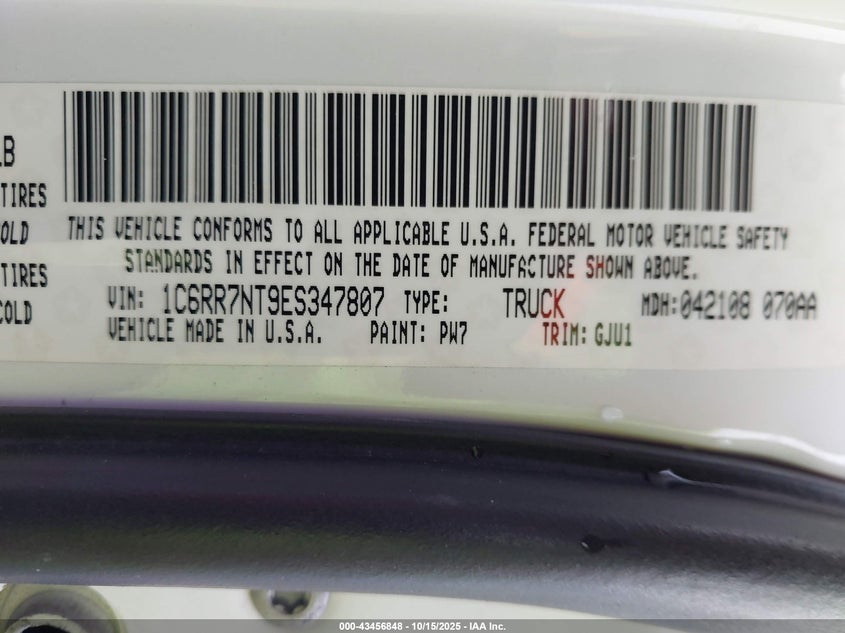 LB
TIRES
OLD
TIRES
COLD
THIS VEHICLE CONFORMS TO ALL APPLICABLE U.S.A. FEDERAL MOTOR VEHICLE SAFETY
STANDARDS IN EFFECT ON THE DATE OF MANUFACTURE SHOWN ABOVE.
VIN: 1C6RR7NT9ES347807 TYPE: TRUCK MDH:042108 070AA
VEHICLE MADE IN U.S.A. PAINT: PW7 TRIM: GJU1
000-43456848 - 10/15/2025 - IAA Inc.